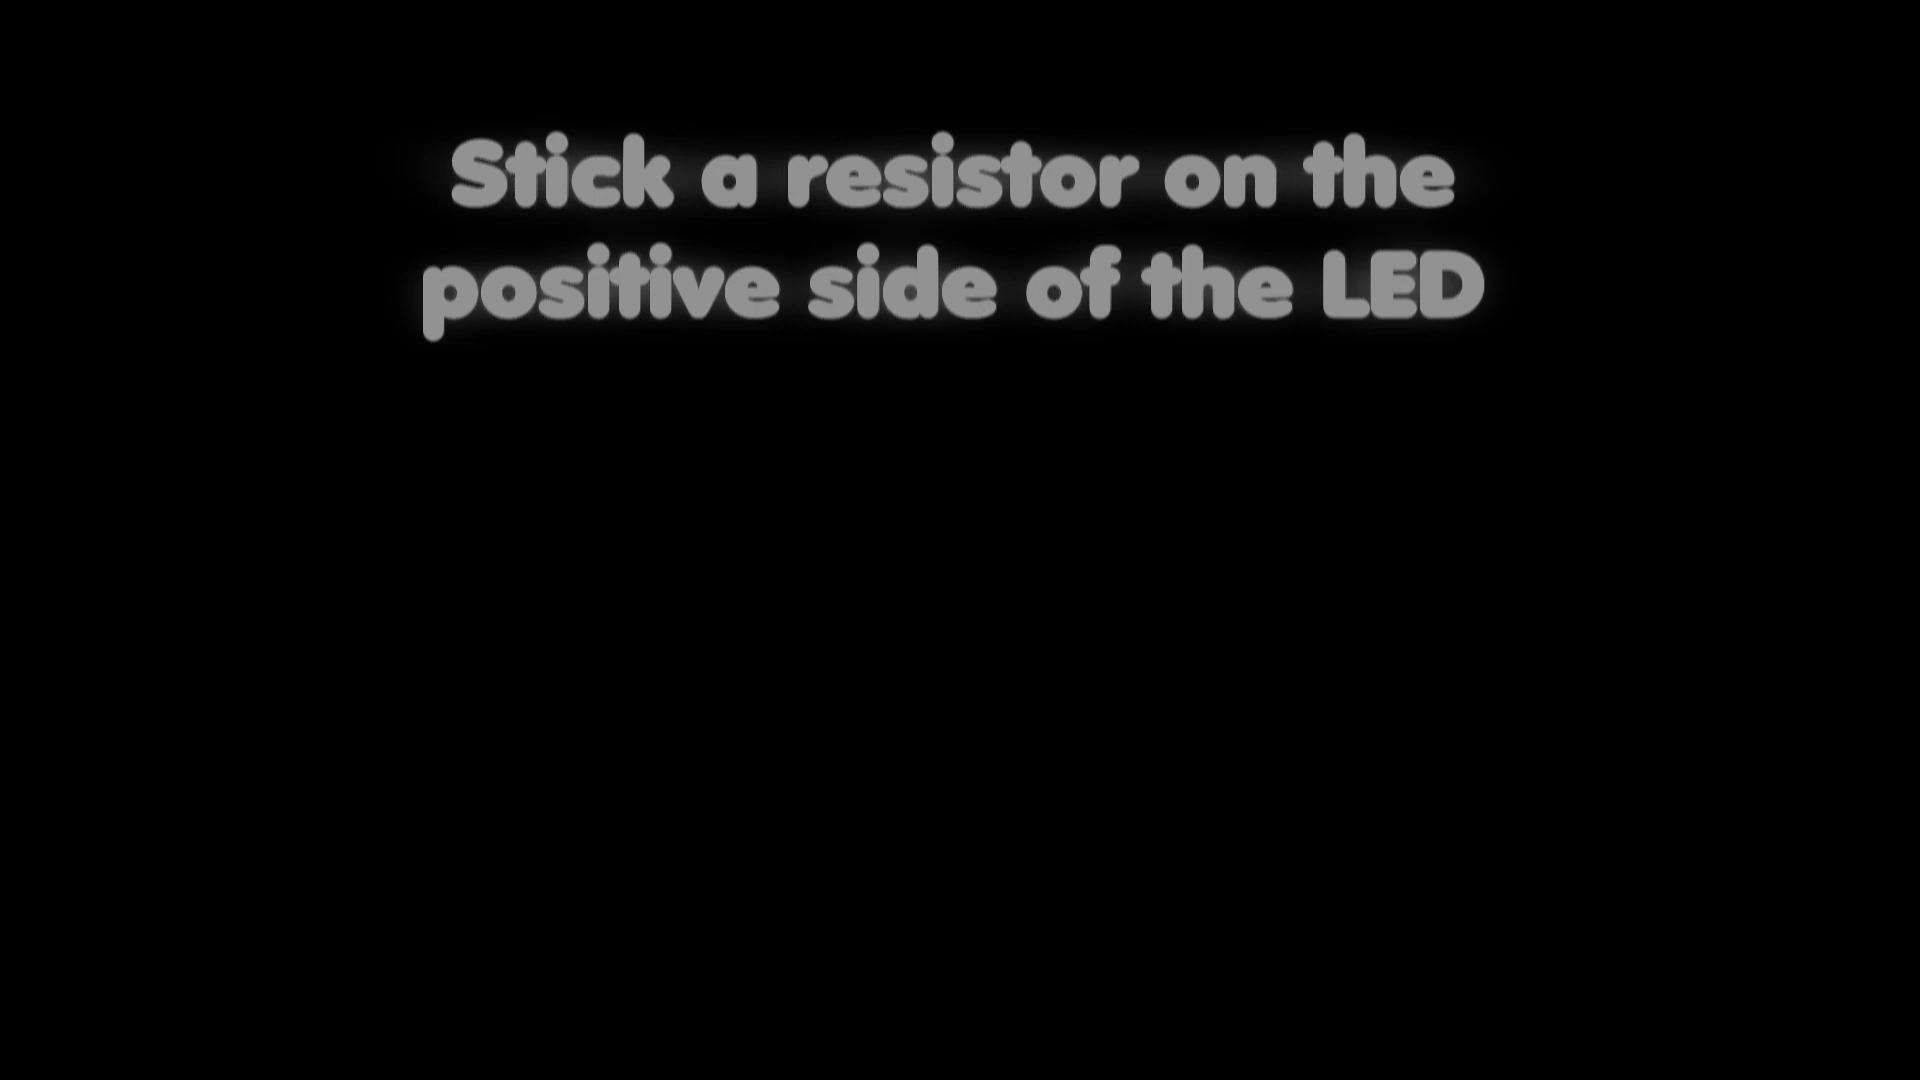 Stick a resistor on the
positive side of the LED